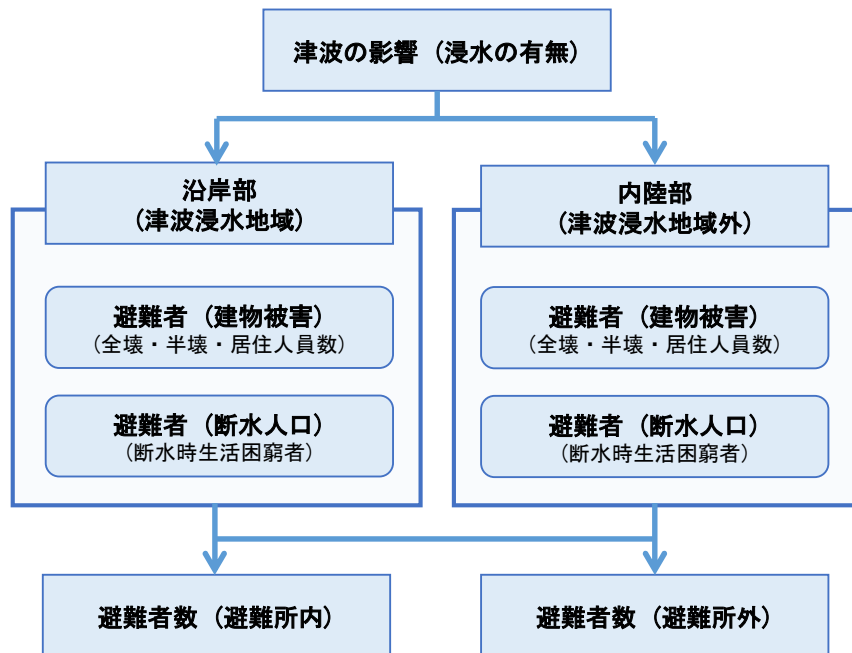 津波の影響（浸水の有無）
沿岸部
（津波浸水地域）
避難者（建物被害）
（全壊・半壊・居住人員数）
避難者（断水人口）
（断水時生活困窮者）
内陸部
（津波浸水地域外）
避難者（建物被害）
（全壊・半壊・居住人員数）
避難者（断水人口）
（断水時生活困窮者）
避難者数（避難所内）
避難者数（避難所外）